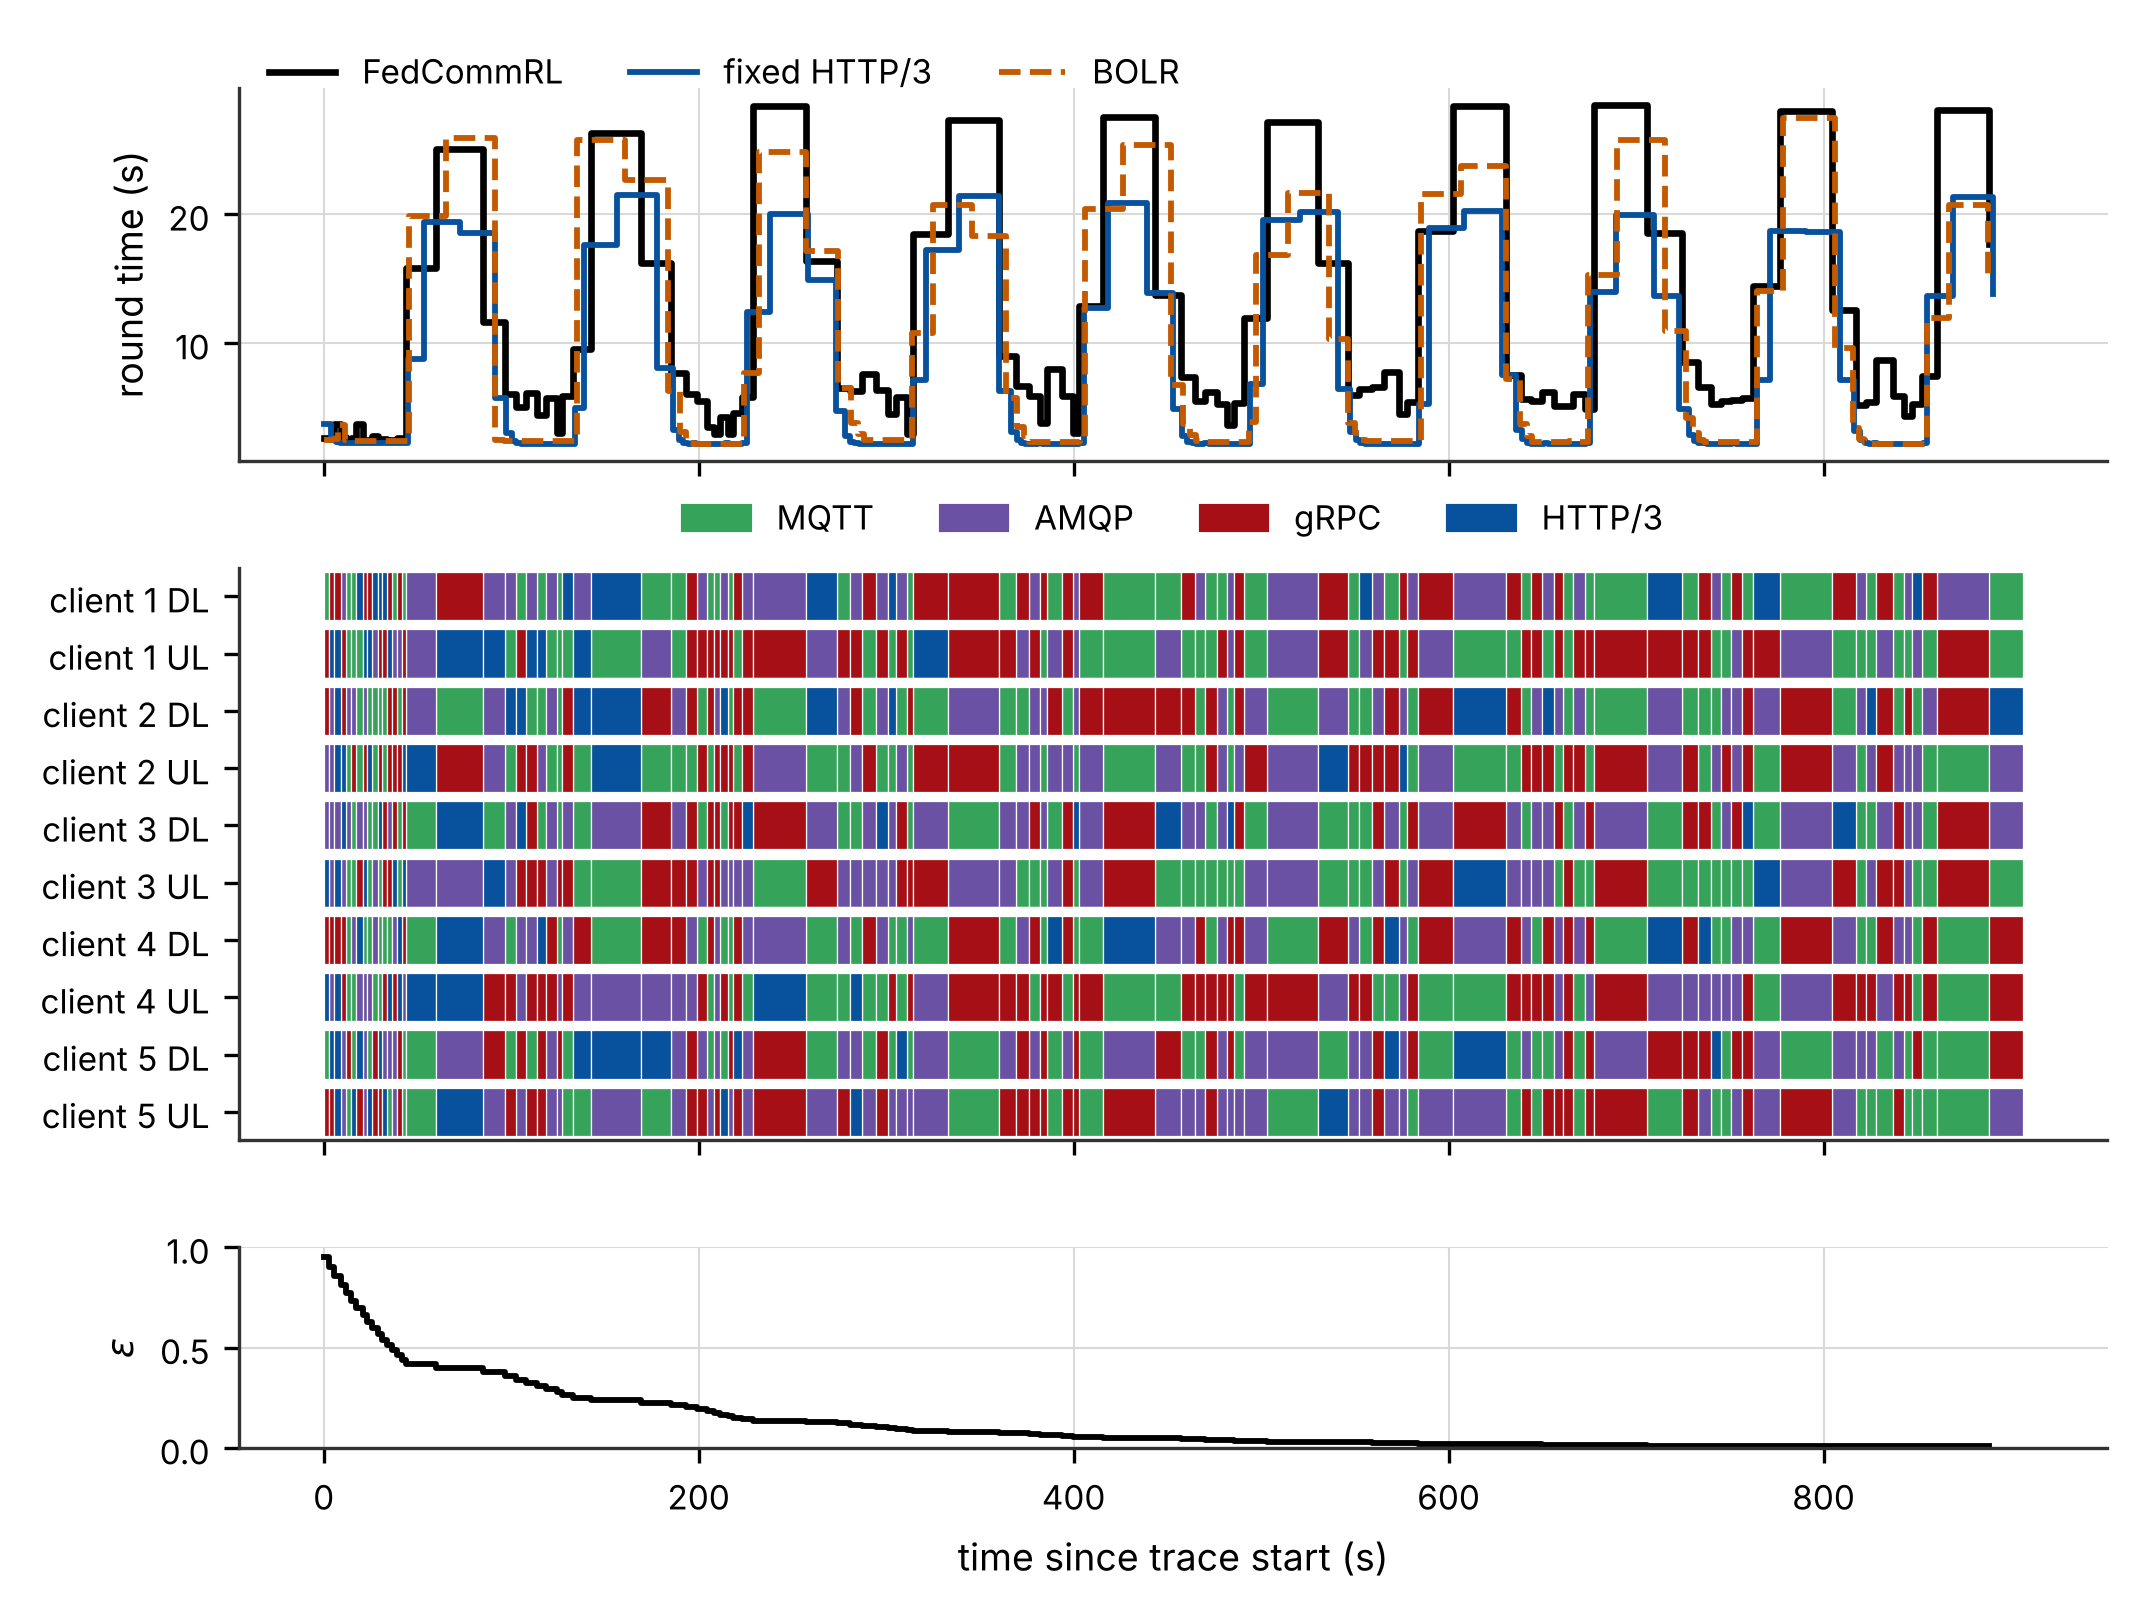 FedCommRL fixed HTTP/3 BOLR
round time (s)
20
10
MQTT AMQP gRPC HTTP/3
client 1 DL
client 1 UL
client 2 DL
client 2 UL
client 3 DL
client 3 UL
client 4 DL
client 4 UL
client 5 DL
client 5 UL
ε
1.0
0.5
0.0
0 200 400 600 800
time since trace start (s)